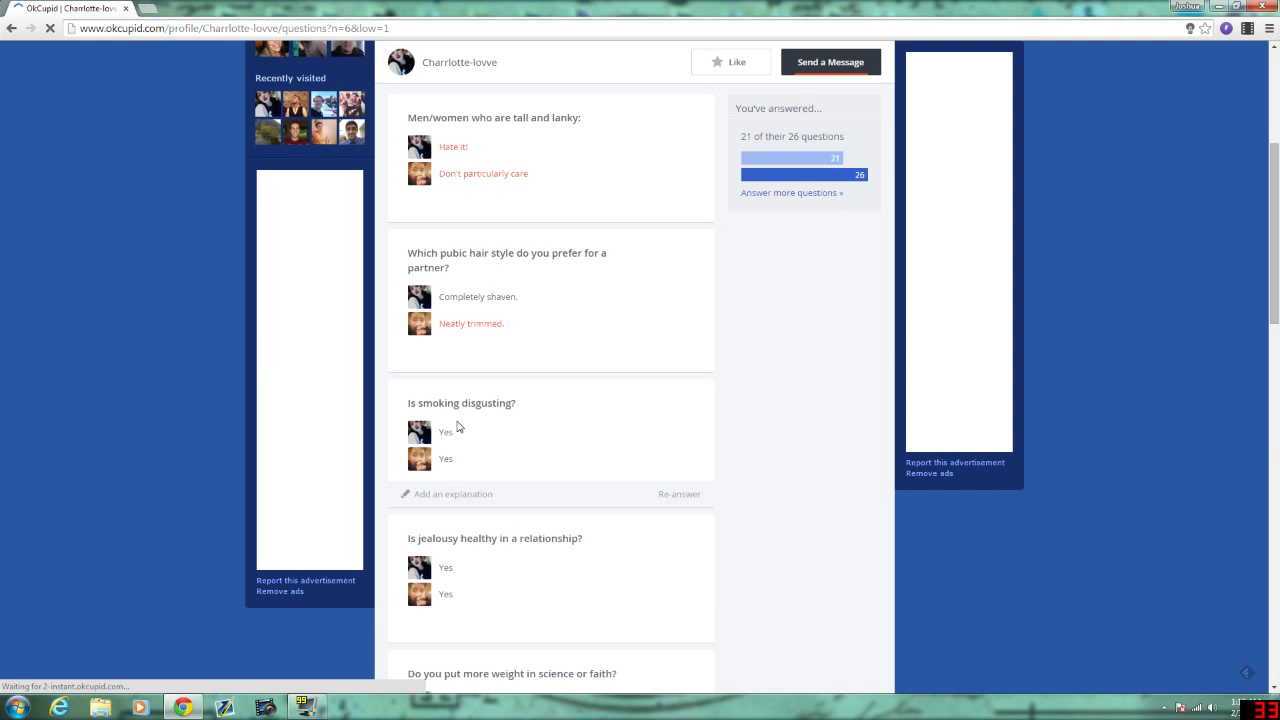 OkCupid | Charrlotte-lovv
Joshua
www.okcupid.com/profile/Charrlotte-lovve/questions?n=6&low=1
Charrlotte-lovve
Like
Send a Message
Recently visited
Men/women who are tall and lanky:
Hate it!
Don't particularly care
You've answered...
21 of their 26 questions
21
26
Answer more questions »
Which pubic hair style do you prefer for a
partner?
Completely shaven.
Neatly trimmed.
Is smoking disgusting?
Yes
Yes
Add an explanation
Re-answer
Is jealousy healthy in a relationship?
Yes
Yes
Do you put more weight in science or faith?
Report this advertisement
Remove ads
Report this advertisement
Remove ads
Waiting for 2-instant.okcupid.com...
99
33